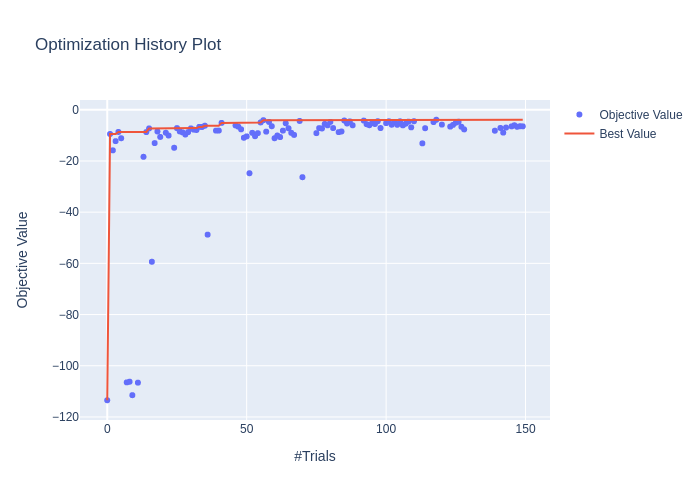 Optimization History Plot
Objective Value
Best Value
0
−20
−40
−60
−80
−100
−120
Objective Value
0
50
100
150
#Trials